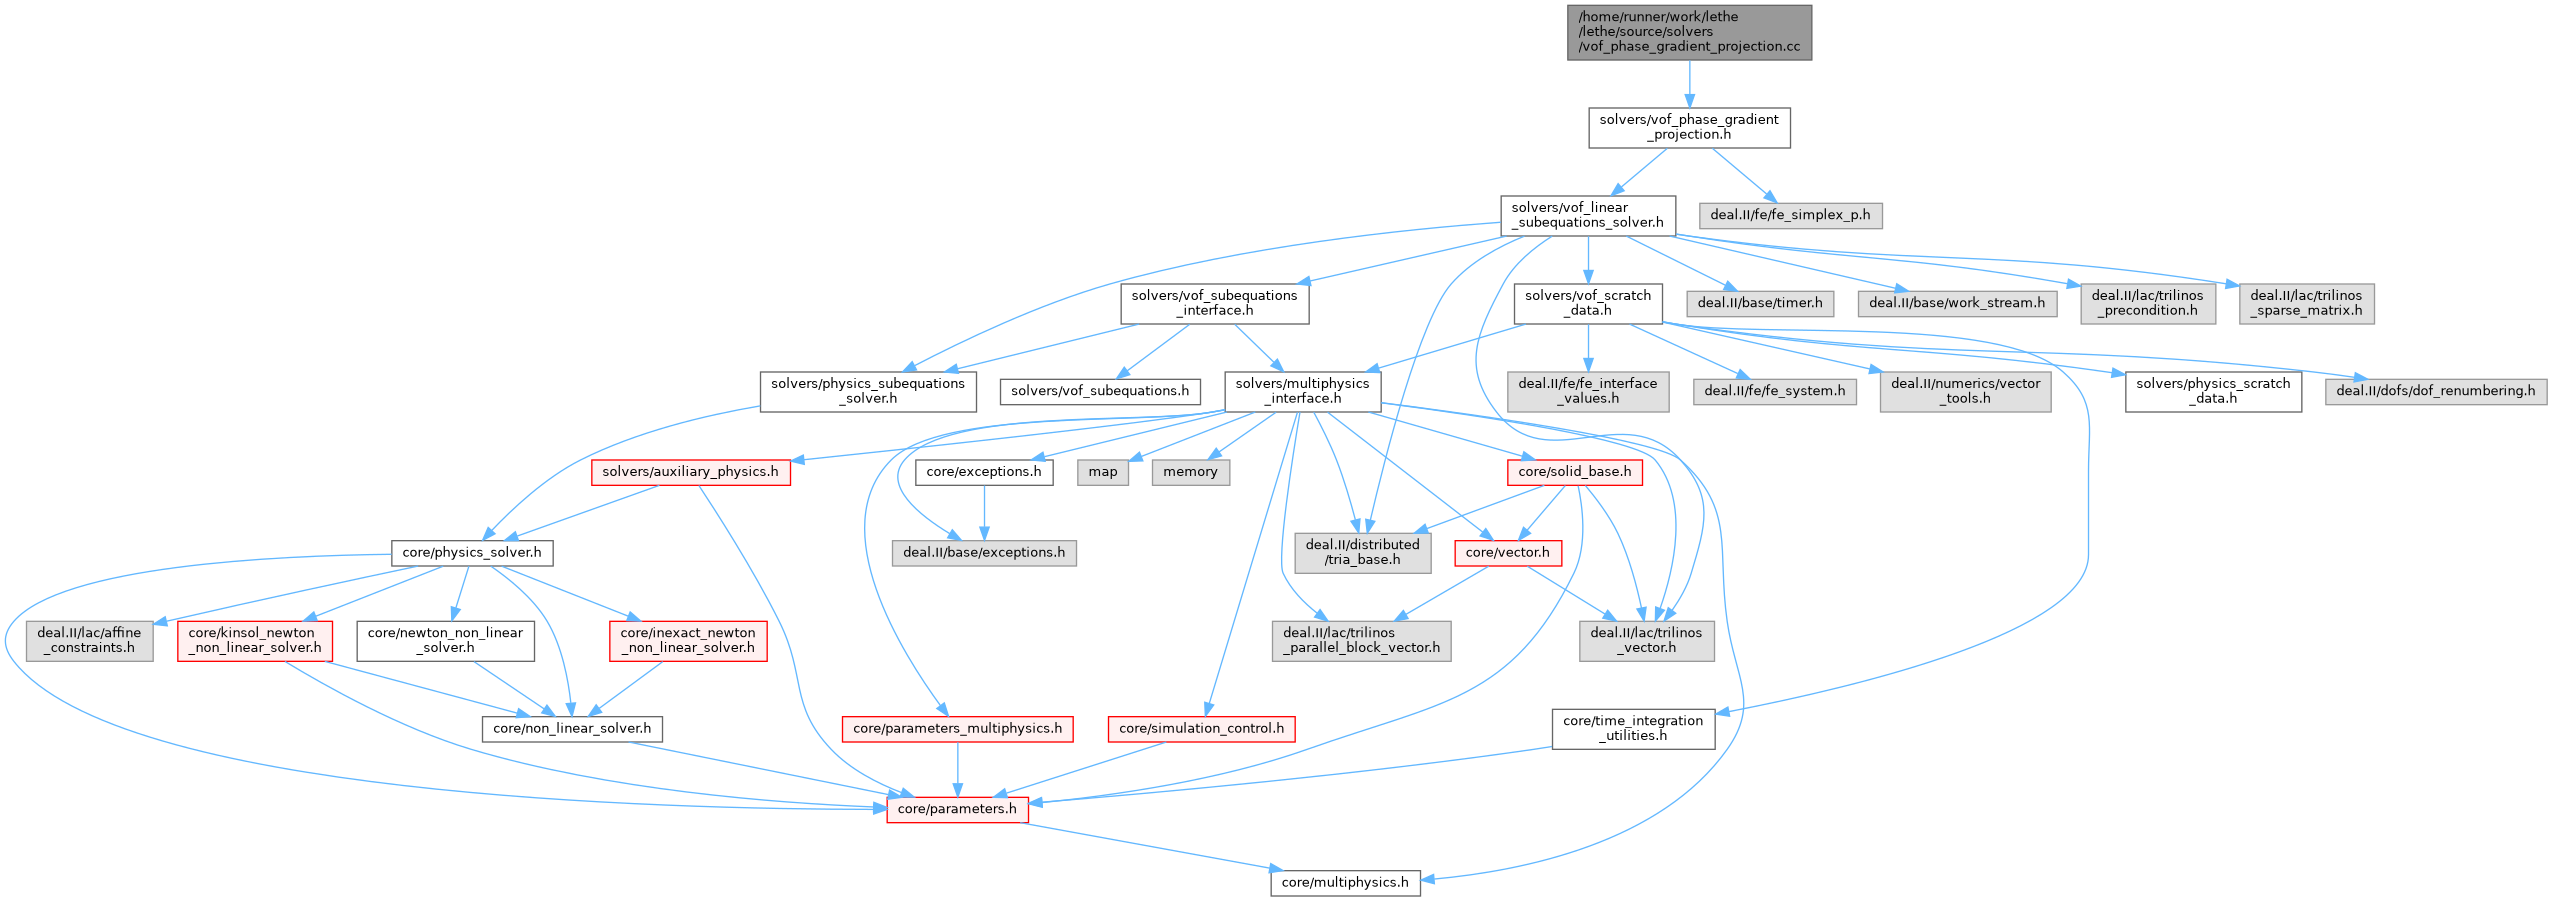 /home/runner/work/lethe
/lethe/source/solvers
/vof_phase_gradient_projection.cc
solvers/vof_phase_gradient
_projection.h
solvers/vof_linear
_subequations_solver.h
deal.II/fe/fe_simplex_p.h
solvers/vof_subequations
_interface.h
solvers/vof_scratch
_data.h
deal.II/base/timer.h
deal.II/base/work_stream.h
deal.II/lac/trilinos
_precondition.h
deal.II/lac/trilinos
_sparse_matrix.h
solvers/physics_subequations
_solver.h
solvers/vof_subequations.h
solvers/multiphysics
_interface.h
deal.II/fe/fe_interface
_values.h
deal.II/fe/fe_system.h
deal.II/numerics/vector
_tools.h
solvers/physics_scratch
_data.h
deal.II/dofs/dof_renumbering.h
solvers/auxiliary_physics.h
core/exceptions.h
map
memory
core/solid_base.h
core/physics_solver.h
deal.II/base/exceptions.h
deal.II/distributed
/tria_base.h
core/vector.h
deal.II/lac/affine
_constraints.h
core/kinsol_newton
_non_linear_solver.h
core/newton_non_linear
_solver.h
core/inexact_newton
_non_linear_solver.h
deal.II/lac/trilinos
_parallel_block_vector.h
deal.II/lac/trilinos
_vector.h
core/non_linear_solver.h
core/parameters_multiphysics.h
core/simulation_control.h
core/time_integration
_utilities.h
core/parameters.h
core/multiphysics.h